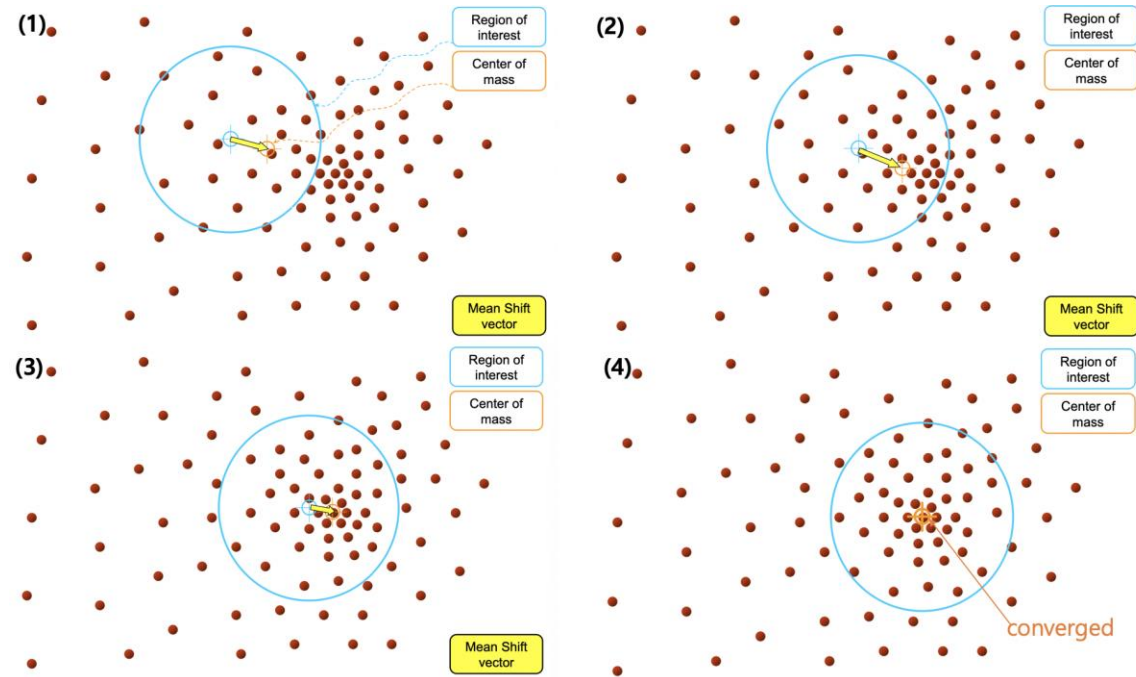 (1)
Region of
interest
Center of
mass
Mean Shift
vector
(2)
Region of
interest
Center of
mass
Mean Shift
vector
(3)
Region of
interest
Center of
mass
Mean Shift
vector
(4)
Region of
interest
Center of
mass
converged